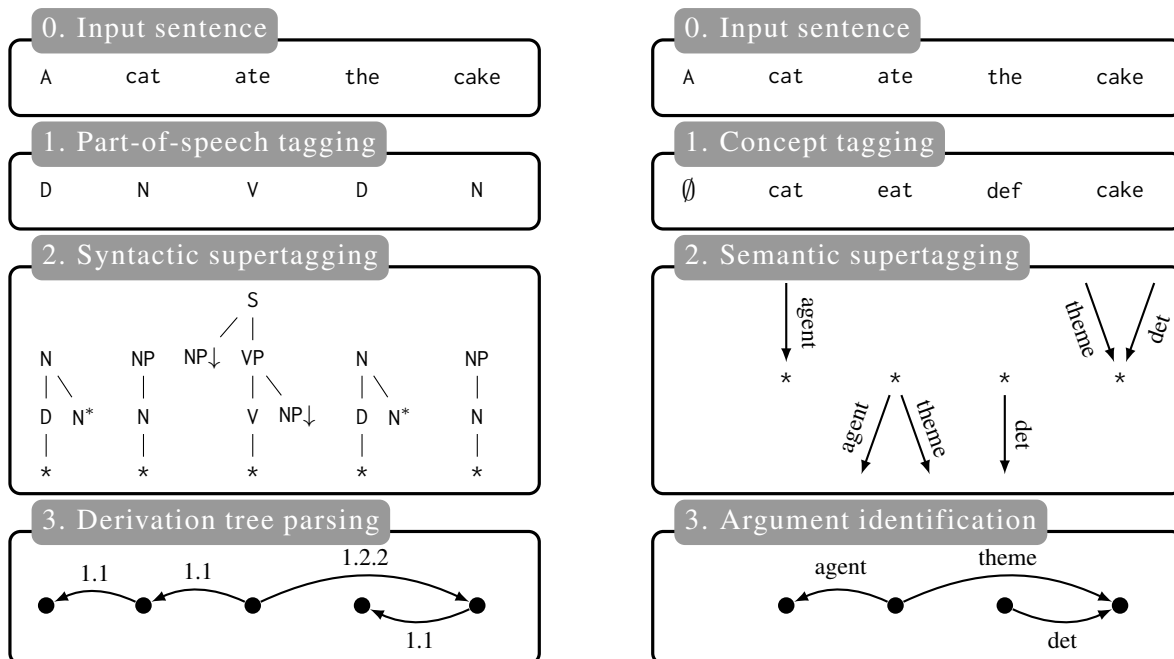 0. Input sentence
A cat ate the cake
1. Part-of-speech tagging
D N V D N
2. Syntactic supertagging
S
N NP NP↓ VP N NP
D N* N V NP↓ D N* N
* * * * *
3. Derivation tree parsing
1.1 1.1 1.2.2
1.1
0. Input sentence
A cat ate the cake
1. Concept tagging
∅ cat eat def cake
2. Semantic supertagging
agent theme det
* * * *
agent theme det
3. Argument identification
agent theme
det